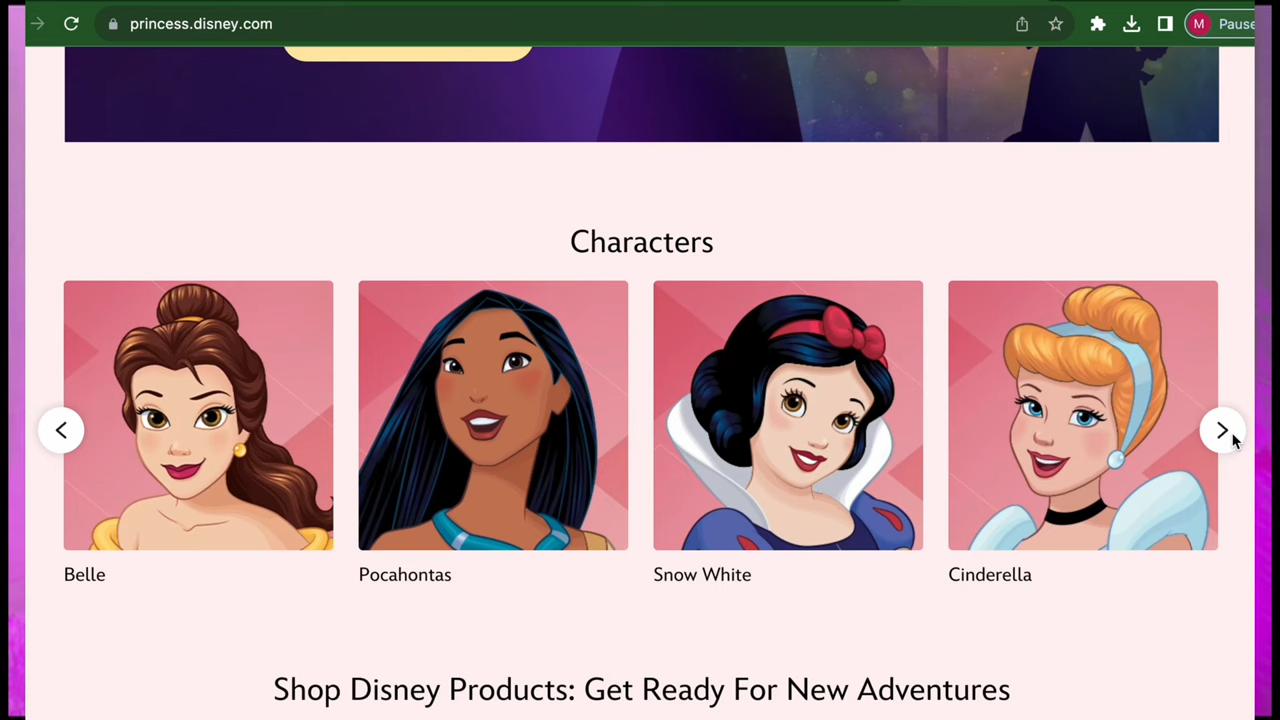 princess.disney.com
M Pause
Characters
Belle
Pocahontas
Snow White
Cinderella
Shop Disney Products: Get Ready For New Adventures